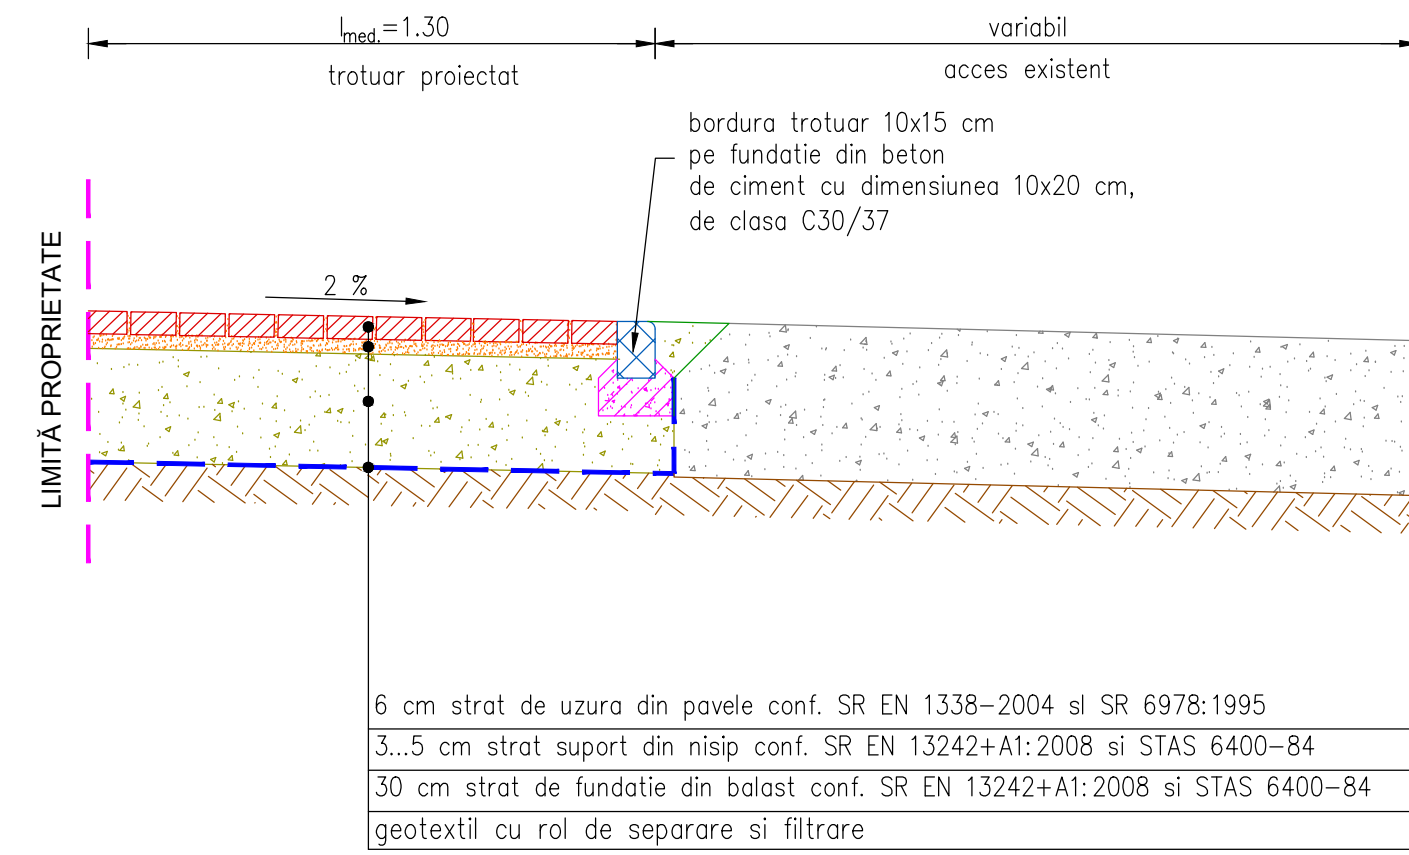 lmed.=1.30
variabil
trotuar proiectat
acces existent
bordura trotuar 10x15 cm
pe fundatie din beton
de ciment cu dimensiunea 10x20 cm,
de clasa C30/37
LIMITĂ PROPRIETATE
2 %
6 cm strat de uzura din pavele conf. SR EN 1338-2004 sI SR 6978:1995
3...5 cm strat suport din nisip conf. SR EN 13242+A1:2008 si STAS 6400-84
30 cm strat de fundatie din balast conf. SR EN 13242+A1:2008 si STAS 6400-84
geotextil cu rol de separare si filtrare